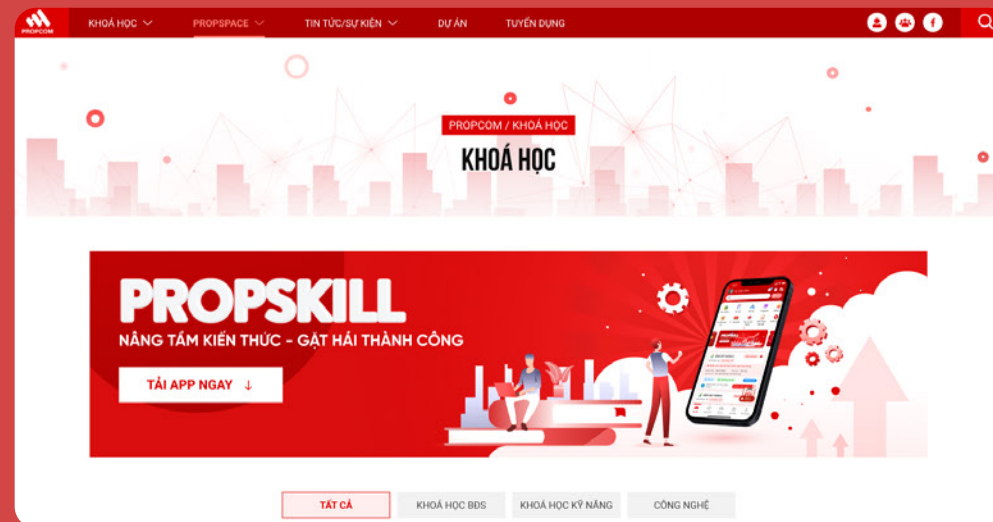 PROPCOM
KHOÁ HỌC
PROPSPACE
TIN TỨC/SỰ KIỆN
DỰ ÁN
TUYỂN DỤNG
PROPCOM / KHOÁ HỌC
KHOÁ HỌC
PROPSKILL
NÂNG TẦM KIẾN THỨC - GẶT HÁI THÀNH CÔNG
TẢI APP NGAY ↓
TẤT CẢ
KHOÁ HỌC BĐS
KHOÁ HỌC KỸ NĂNG
CÔNG NGHỆ